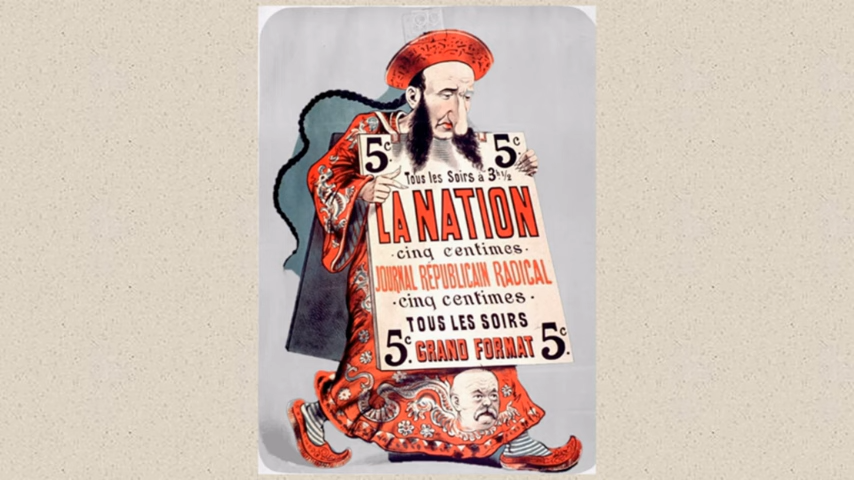 5c. 5c.
Tous les Soirs à 3h½
LA NATION
·cinq centimes·
JOURNAL RÉPUBLICAIN RADICAL
·cinq centimes·
TOUS LES SOIRS
5c. GRAND FORMAT 5c.